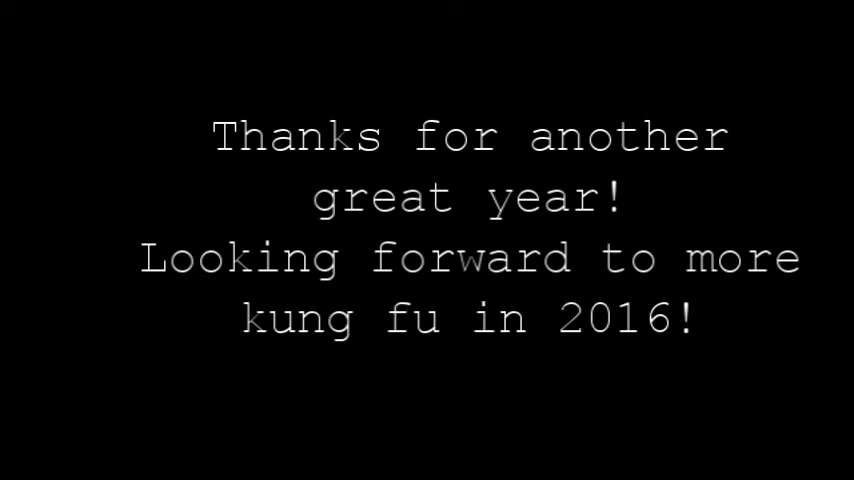 Thanks for another
great year!
Looking forward to more
kung fu in 2016!